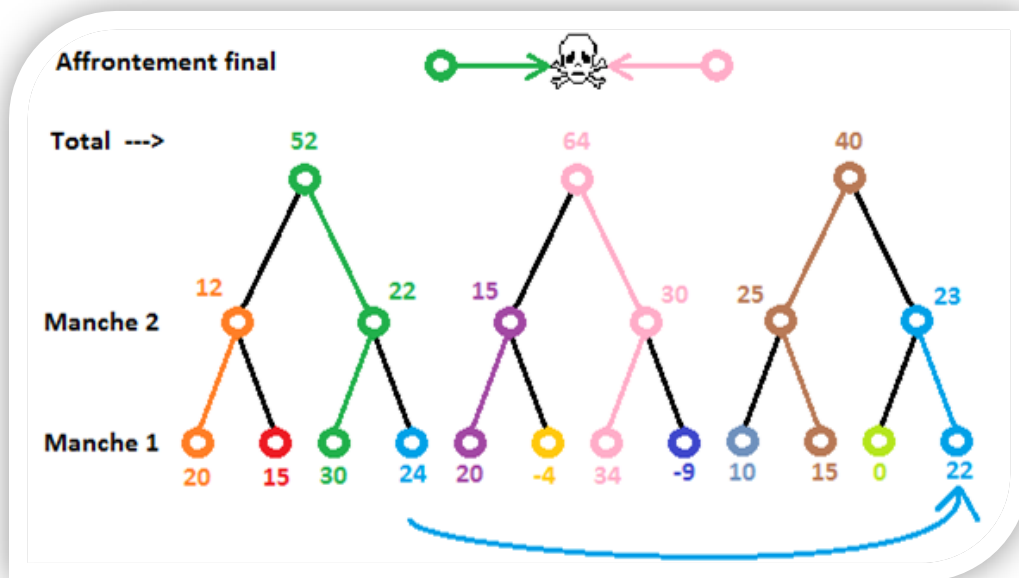 Affrontement final
Total --->
52 64 40
12 22 15 30 25 23
Manche 2
Manche 1
20 15 30 24 20 -4 34 -9 10 15 0 22